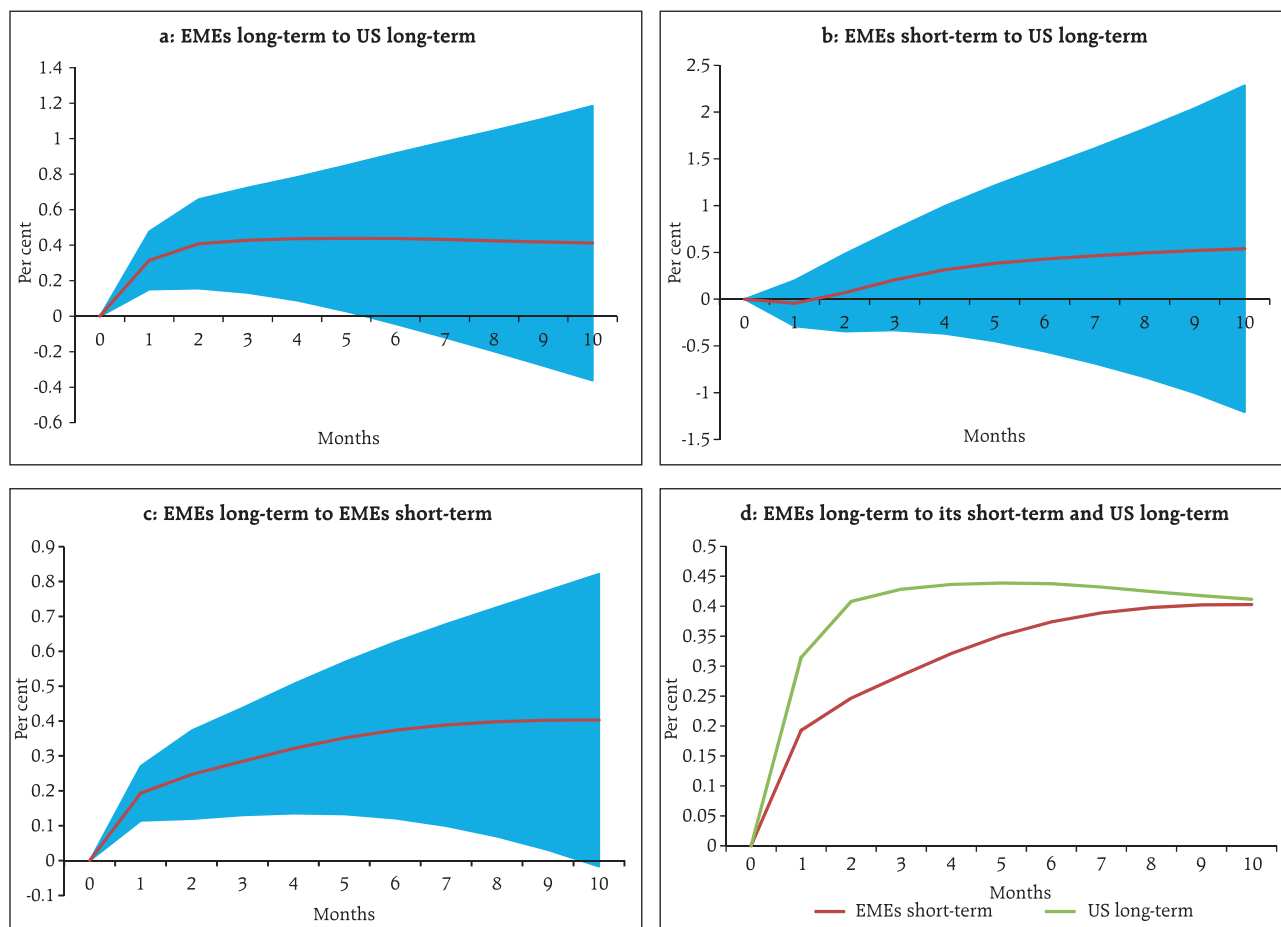 a: EMEs long-term to US long-term
1.4
1.2
1
0.8
0.6
0.4
0.2
0
-0.2
-0.4
-0.6
Per cent
0 1 2 3 4 5 6 7 8 9 10
Months
b: EMEs short-term to US long-term
2.5
2
1.5
1
0.5
0
-0.5
-1
-1.5
Per cent
0 1 2 3 4 5 6 7 8 9 10
Months
c: EMEs long-term to EMEs short-term
0.9
0.8
0.7
0.6
0.5
0.4
0.3
0.2
0.1
0
-0.1
Per cent
0 1 2 3 4 5 6 7 8 9 10
Months
d: EMEs long-term to its short-term and US long-term
0.5
0.45
0.4
0.35
0.3
0.25
0.2
0.15
0.1
0.05
0
Per cent
0 1 2 3 4 5 6 7 8 9 10
Months
EMEs short-term US long-term